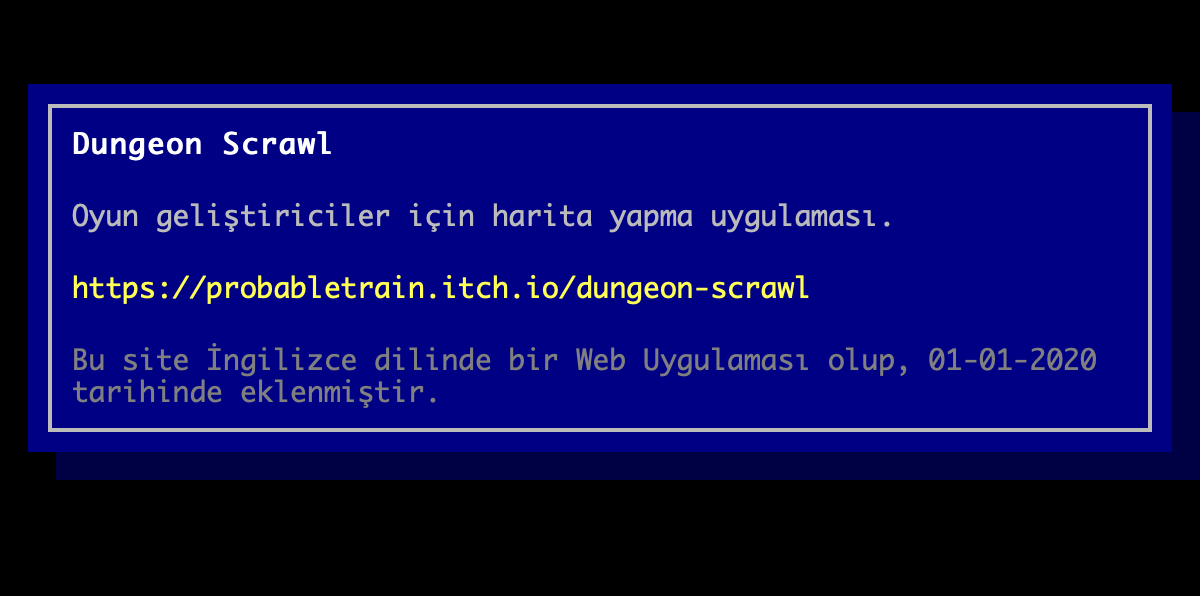 Dungeon Scrawl
Oyun geliştiriciler için harita yapma uygulaması.
https://probabletrain.itch.io/dungeon-scrawl
Bu site İngilizce dilinde bir Web Uygulaması olup, 01-01-2020
tarihinde eklenmiştir.